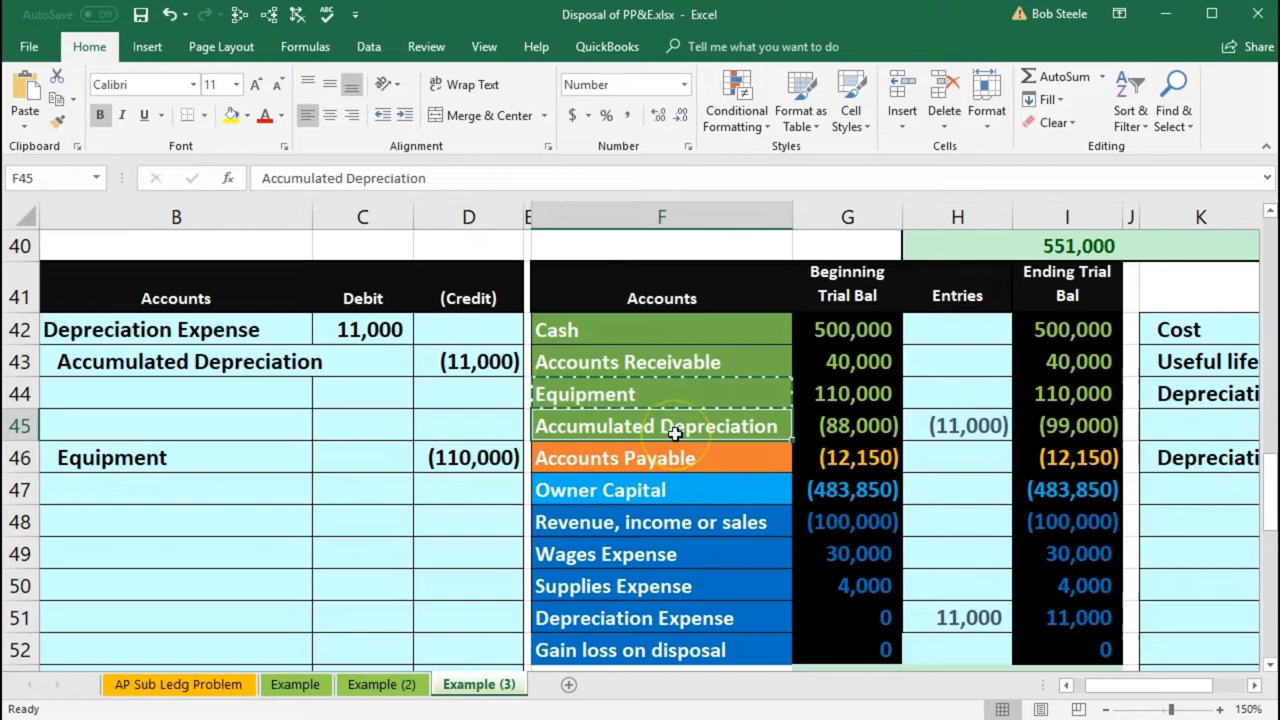 AutoSave Off Disposal of PP&E.xlsx - Excel Bob Steele
File Home Insert Page Layout Formulas Data Review View Help QuickBooks Tell me what you want to do Share
Paste Calibri 11 Wrap Text Number AutoSum
Fill
Clear
B I U Merge & Center $ % Conditional Formatting Format as Table Cell Styles Insert Delete Format Sort & Filter Find & Select
Clipboard Font Alignment Number Styles Cells Editing
F45 fx Accumulated Depreciation
B C D E F G H I J K
40 551,000
41 Accounts Debit (Credit) Accounts Beginning Trial Bal Entries Ending Trial Bal
42 Depreciation Expense 11,000 Cash 500,000 500,000 Cost
43 Accumulated Depreciation (11,000) Accounts Receivable 40,000 40,000 Useful life
44 Equipment 110,000 110,000 Depreciati
45 Accumulated Depreciation (88,000) (11,000) (99,000)
46 Equipment (110,000) Accounts Payable (12,150) (12,150) Depreciati
47 Owner Capital (483,850) (483,850)
48 Revenue, income or sales (100,000) (100,000)
49 Wages Expense 30,000 30,000
50 Supplies Expense 4,000 4,000
51 Depreciation Expense 0 11,000 11,000
52 Gain loss on disposal 0 0
AP Sub Ledg Problem Example Example (2) Example (3)
Ready 150%